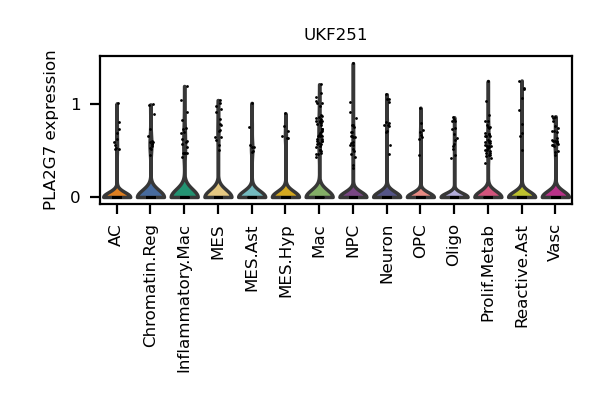 UKF251
PLA2G7 expression
1
0
AC
Chromatin.Reg
Inflammatory.Mac
MES
MES.Ast
MES.Hyp
Mac
NPC
Neuron
OPC
Oligo
Prolif.Metab
Reactive.Ast
Vasc